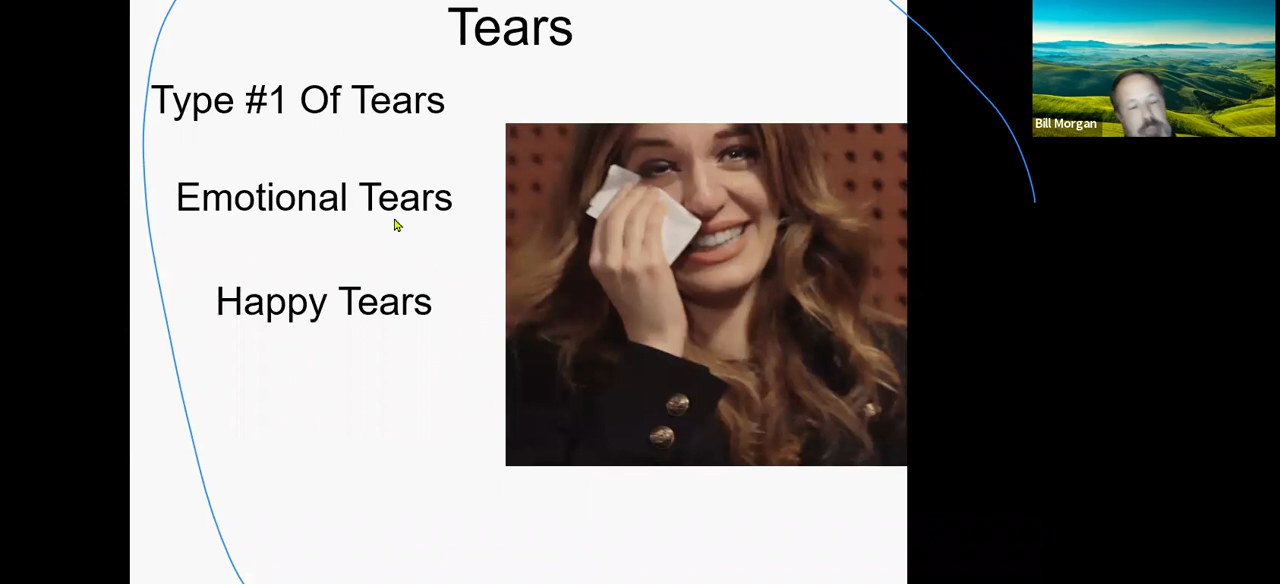 Tears
Type #1 Of Tears
Emotional Tears
Happy Tears
Bill Morgan